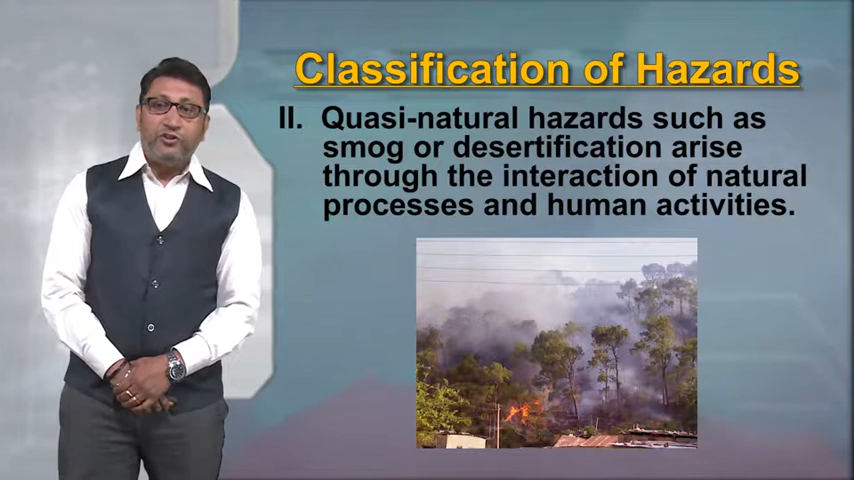 Classification of Hazards
II. Quasi-natural hazards such as
smog or desertification arise
through the interaction of natural
processes and human activities.